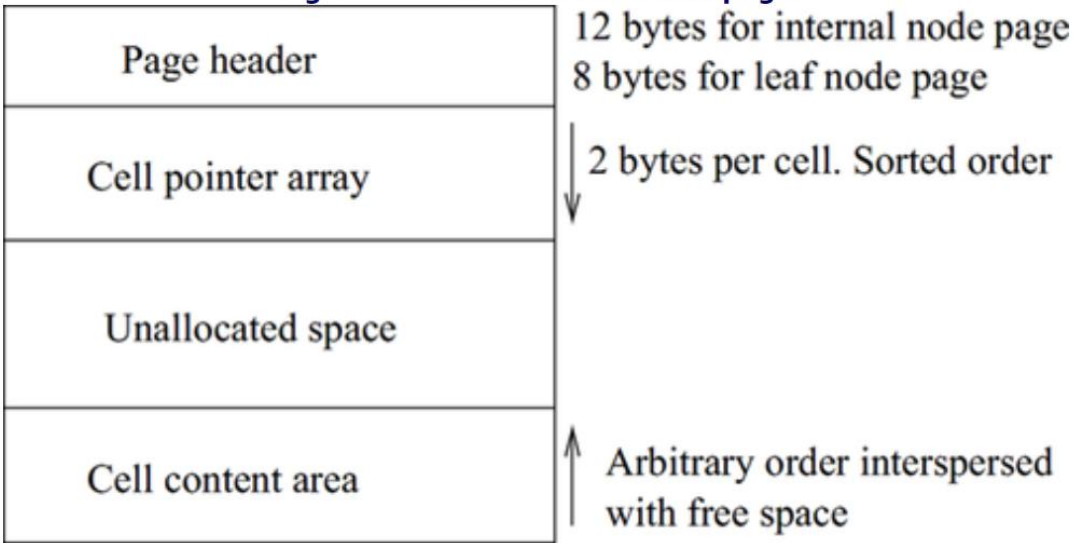 Page header
12 bytes for internal node page
8 bytes for leaf node page
Cell pointer array
2 bytes per cell. Sorted order
Unallocated space
Cell content area
Arbitrary order interspersed
with free space